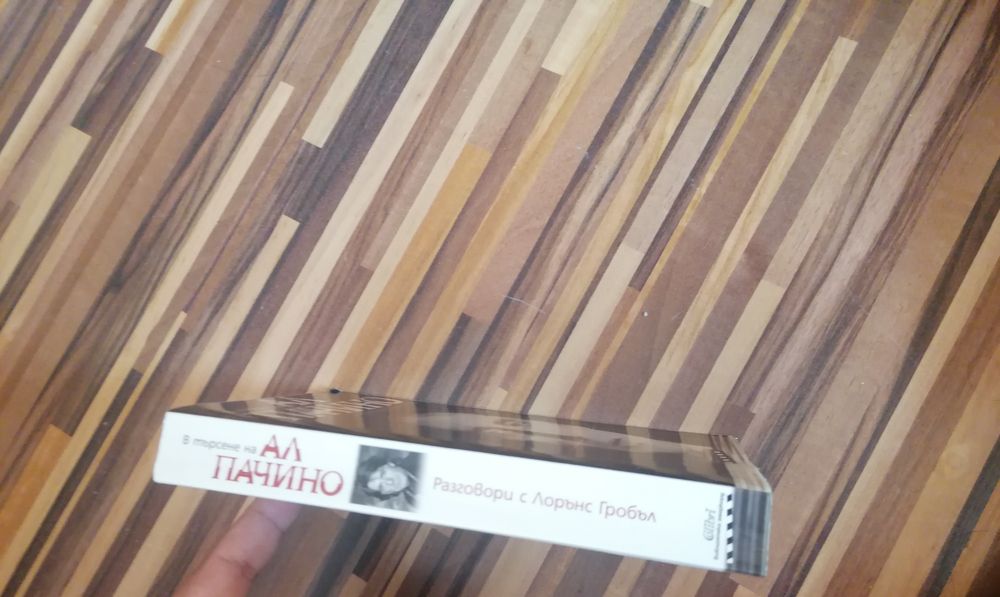 В търсене на
АЛ
ПАЧИНО
Разговори с Лорънс Гробъл